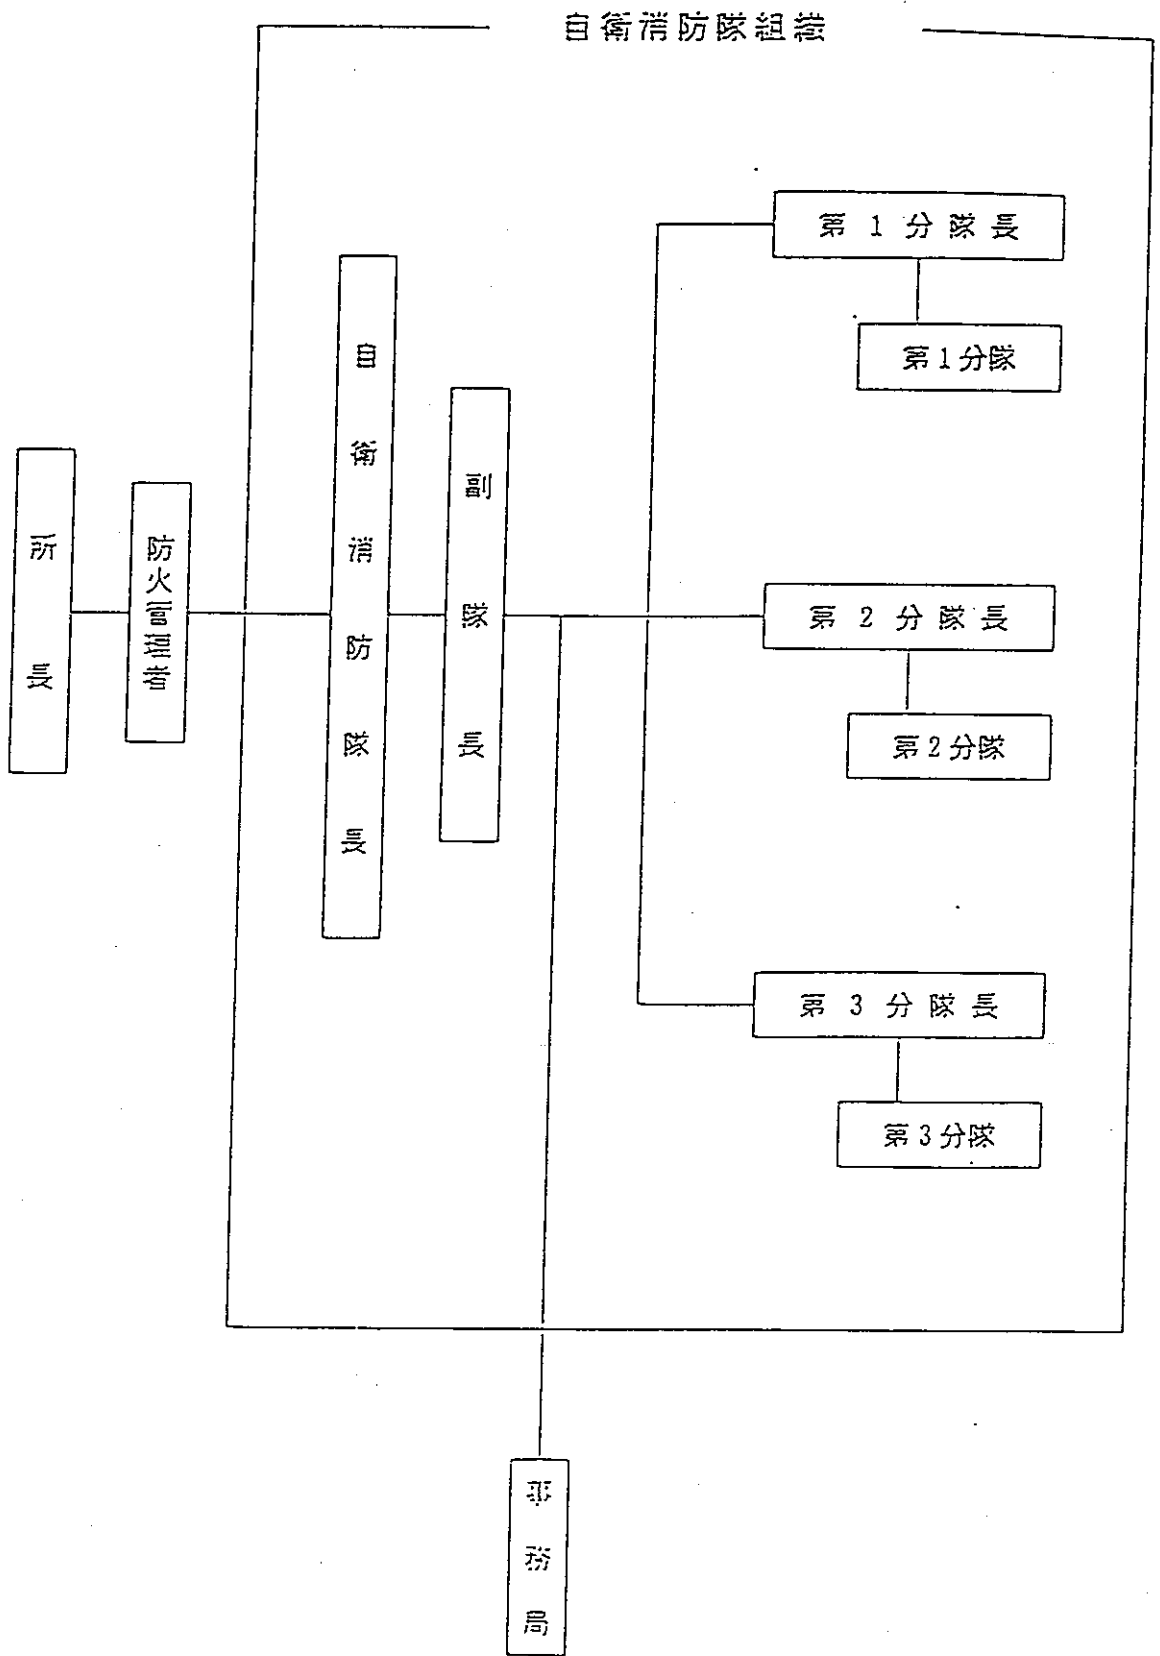 自衛消防隊組織
所長
防火管理者
自衛消防隊長
副隊長
第1分隊長
第1分隊
第2分隊長
第2分隊
第3分隊長
第3分隊
事務局